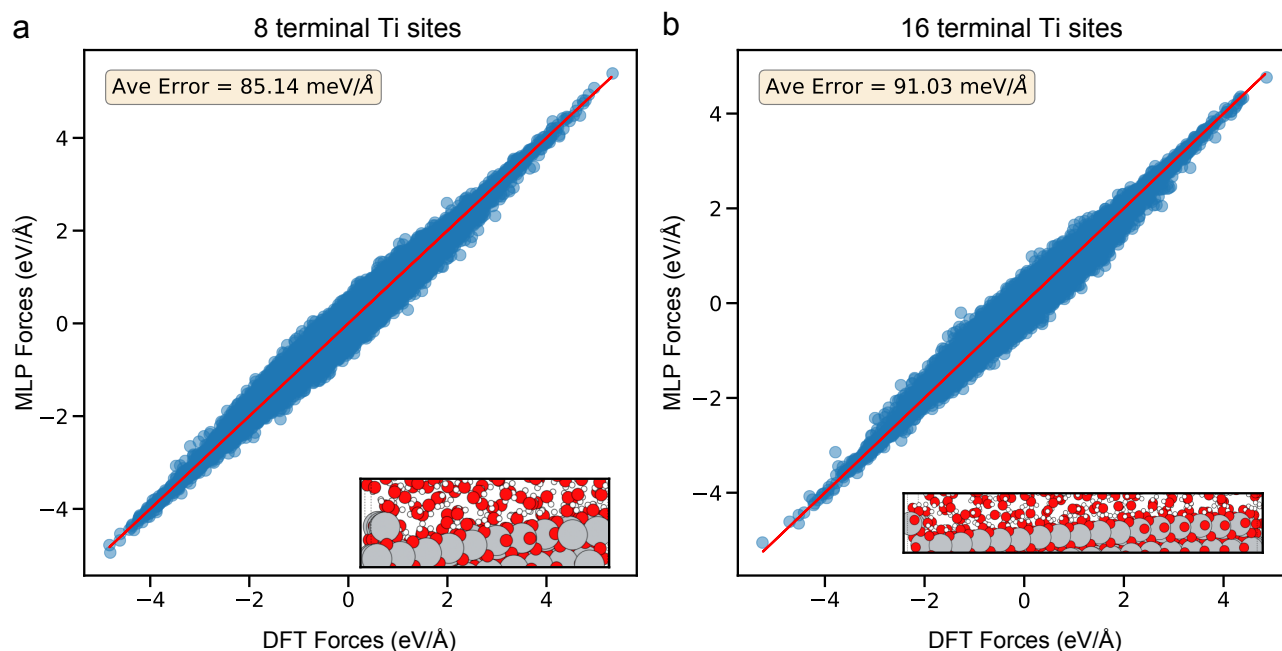 a
8 terminal Ti sites
Ave Error = 85.14 meV/Å
4
2
0
−2
−4
−4
−2
0
2
4
MLP Forces (eV/Å)
DFT Forces (eV/Å)
b
16 terminal Ti sites
Ave Error = 91.03 meV/Å
4
2
0
−2
−4
−4
−2
0
2
4
MLP Forces (eV/Å)
DFT Forces (eV/Å)